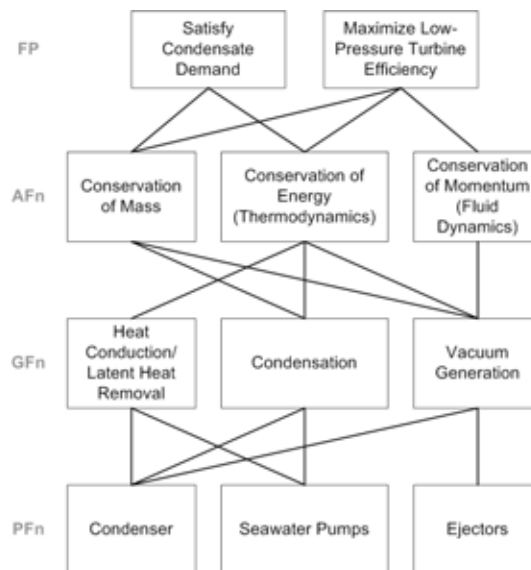 FP
Satisfy
Condensate
Demand
Maximize Low-
Pressure Turbine
Efficiency
AFn
Conservation
of Mass
Conservation of
Energy
(Thermodynamics)
Conservation
of Momentum
(Fluid
Dynamics)
GFn
Heat
Conduction/
Latent Heat
Removal
Condensation
Vacuum
Generation
PFn
Condenser
Seawater Pumps
Ejectors